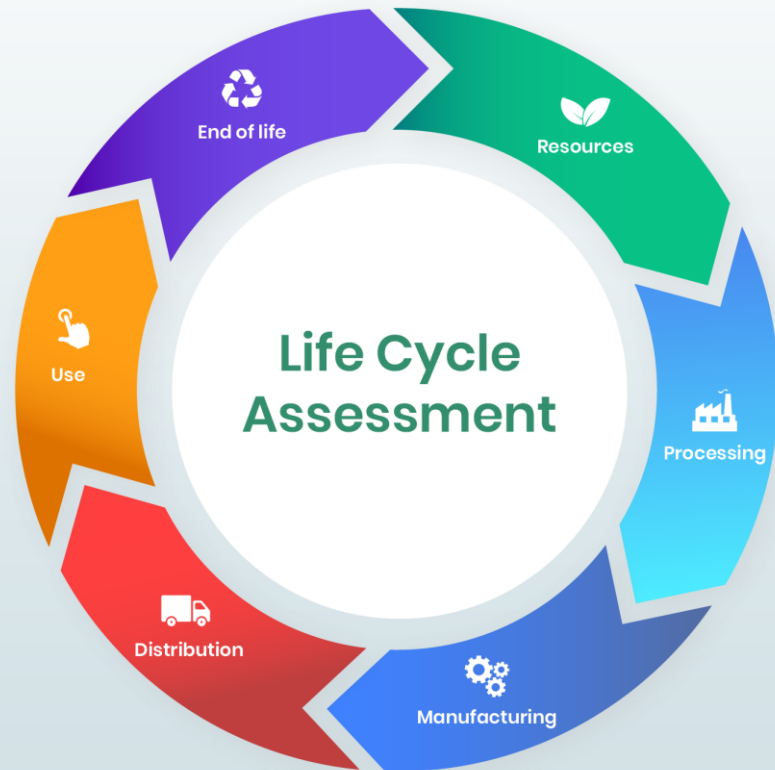 Life Cycle
Assessment
Resources
Processing
Manufacturing
Distribution
Use
End of life